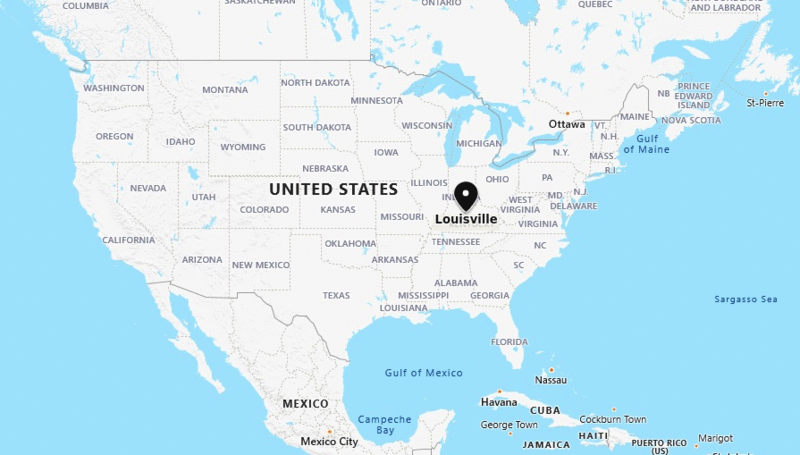 COLUMBIA
SASKATCHEWAN
ONTARIO
QUEBEC
AND LABRADOR
WASHINGTON
MONTANA
NORTH DAKOTA
MINNESOTA
PRINCE
EDWARD
ISLAND
NB
St-Pierre
NOVA SCOTIA
MAINE
Ottawa
VT.
N.H.
Gulf
of Maine
OREGON
IDAHO
WYOMING
SOUTH DAKOTA
WISCONSIN
MICHIGAN
N.Y.
MASS.
R.I.
IOWA
NEBRASKA
NEVADA
UTAH
UNITED STATES
ILLINOIS
OHIO
PA
MD
N.J.
DELAWARE
COLORADO
KANSAS
MISSOURI
Louisville
WEST
VIRGINIA
VIRGINIA
CALIFORNIA
OKLAHOMA
TENNESSEE
NC
ARIZONA
NEW MEXICO
ARKANSAS
SC
TEXAS
ALABAMA
MISSISSIPPI
GEORGIA
LOUISIANA
Sargasso Sea
FLORIDA
Gulf of Mexico
Nassau
MEXICO
Havana
CUBA
Campeche
Bay
Cockburn Town
George Town
Mexico City
JAMAICA
HAITI
PUERTO RICO
(US)
Marigot